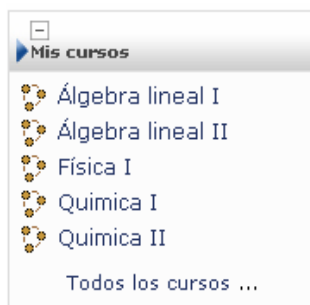 Mis cursos
Álgebra lineal I
Álgebra lineal II
Física I
Quimica I
Quimica II
Todos los cursos ...